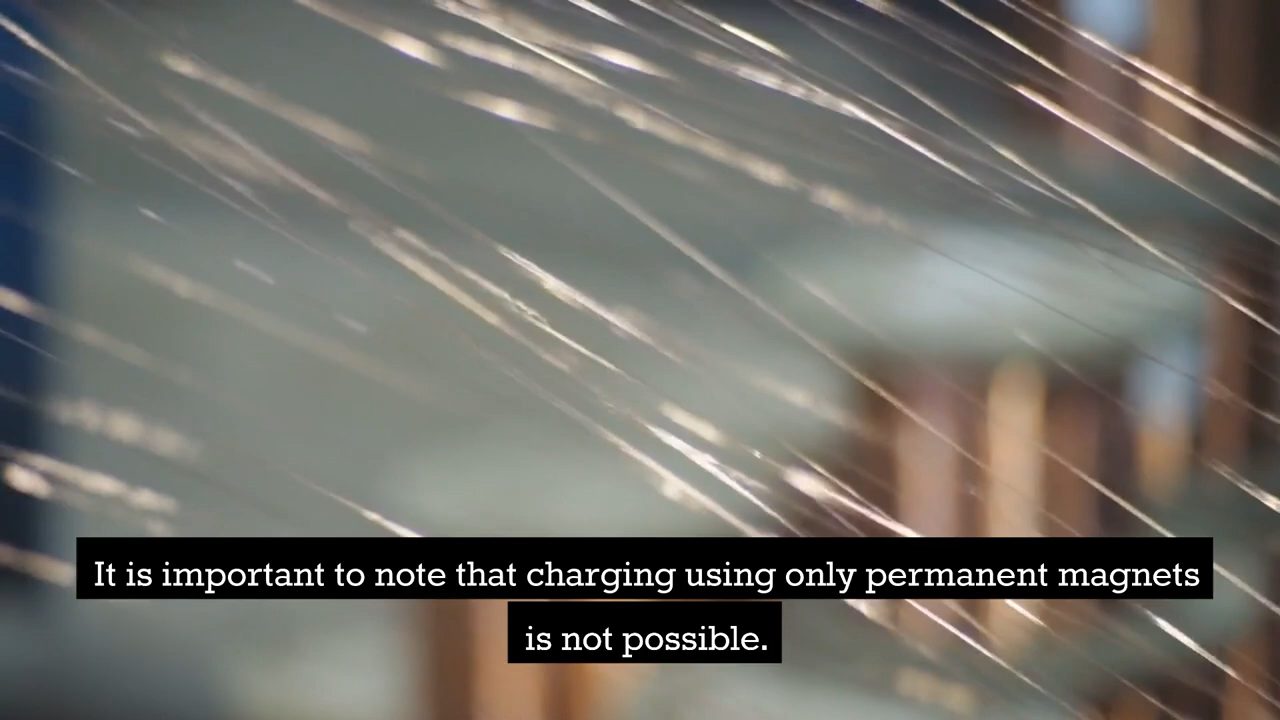 It is important to note that charging using only permanent magnets
is not possible.